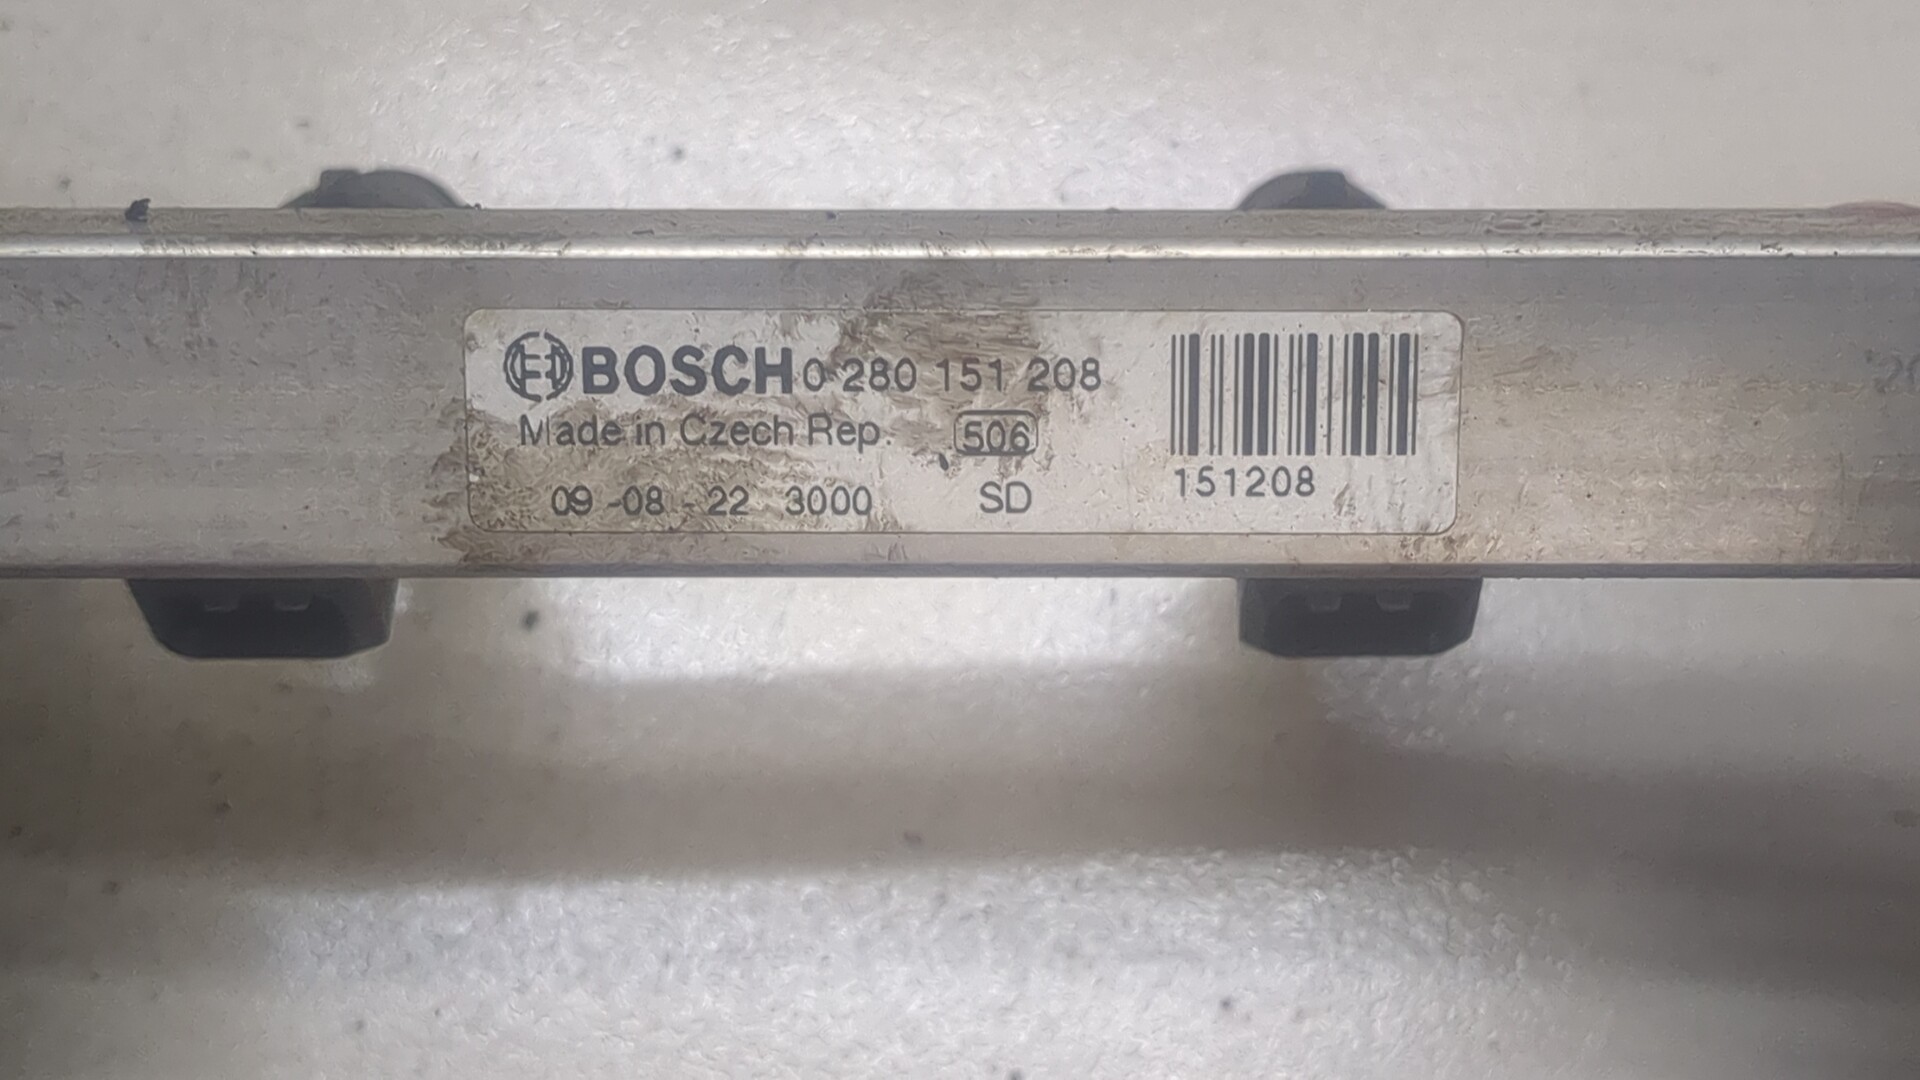 BOSCH 0 280 151 208
Made in Czech Rep. 506
09-08-22 3000 SD
151208